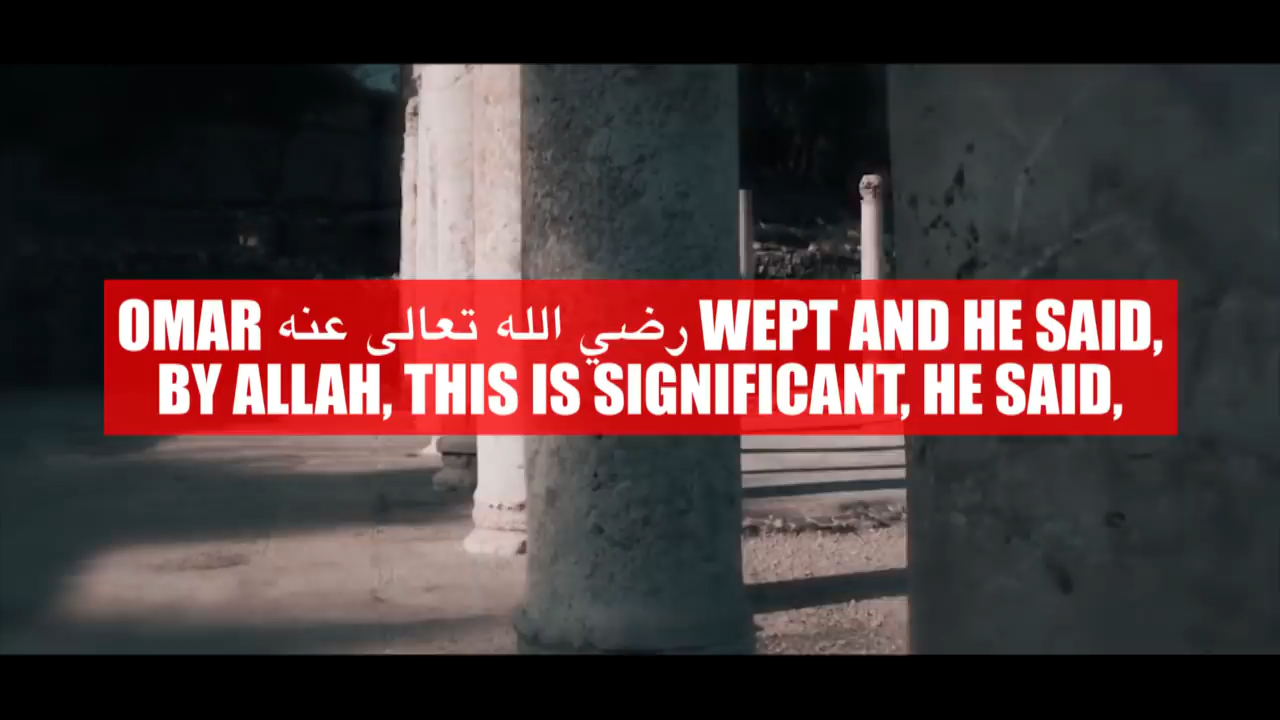 OMAR رضي الله تعالى عنه WEPT AND HE SAID,
BY ALLAH, THIS IS SIGNIFICANT, HE SAID,